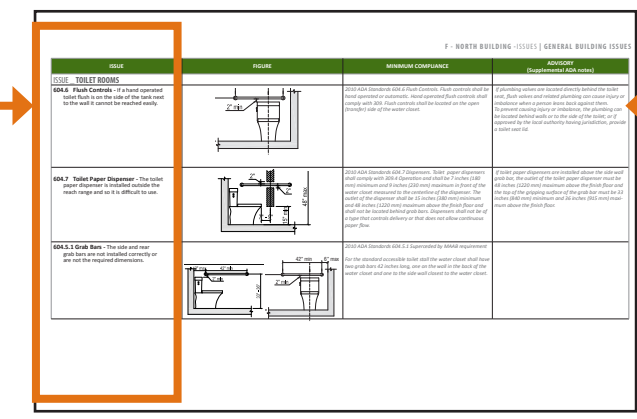 F - NORTH BUILDING -ISSUES | GENERAL BUILDING ISSUES
ISSUE
FIGURE
MINIMUM COMPLIANCE
ADVISORY
(Supplemental ADA notes)
ISSUE _ TOILET ROOMS
604.6 Flush Controls - If a hand operated
toilet flush is on the side of the tank next
to the wall it cannot be reached easily.
2" min
2010 ADA Standards 604.6 Flush Controls. Flush controls shall be
hand operated or automatic. Hand operated flush controls shall
comply with 309. Flush controls shall be located on the open
(transfer) side of the water closet.
If plumbing valves are located directly behind the toilet
seat, flush valves and related plumbing can cause injury or
imbalance when a person leans back against them.
To prevent causing injury or imbalance, the plumbing can
be located behind walls or to the side of the toilet, or if
approved by the local authority having jurisdiction, provide
a toilet seat lid.
604.7 Toilet Paper Dispenser - The toilet
paper dispenser is installed outside the
reach range and so it is difficult to use.
2"
2"
48" max
15" min
2010 ADA Standards 604.7 Dispensers. Toilet paper dispensers
shall comply with 309.4 Operation and shall be 7 inches (180
mm) minimum and 9 inches (230 mm) maximum in front of the
water closet measured to the centerline of the dispenser. The
outlet of the dispenser shall be 15 inches (380 mm) minimum
and 48 inches (1220 mm) maximum above the finish floor and
shall not be located behind grab bars. Dispensers shall not be of
a type that controls delivery or that does not allow continuous
paper flow.
If toilet paper dispensers are installed above the side wall
grab bar, the outlet of the toilet paper dispenser must be
48 inches (1220 mm) maximum above the finish floor and
the top of the gripping surface of the grab bar must be 33
inches (840 mm) minimum and 36 inches (915 mm) maxi-
mum above the finish floor.
604.5.1 Grab Bars - The side and rear
grab bars are not installed correctly or
are not the required dimensions.
42" min
2" min
42" min
6" max
2" min
2010 ADA Standards 604.5.1 Superceded by MAAB requirement
For the standard accessible toilet stall the water closet shall have
two grab bars 42 inches long, one on the wall in the back of the
water closet and one to the side wall closest to the water closet.